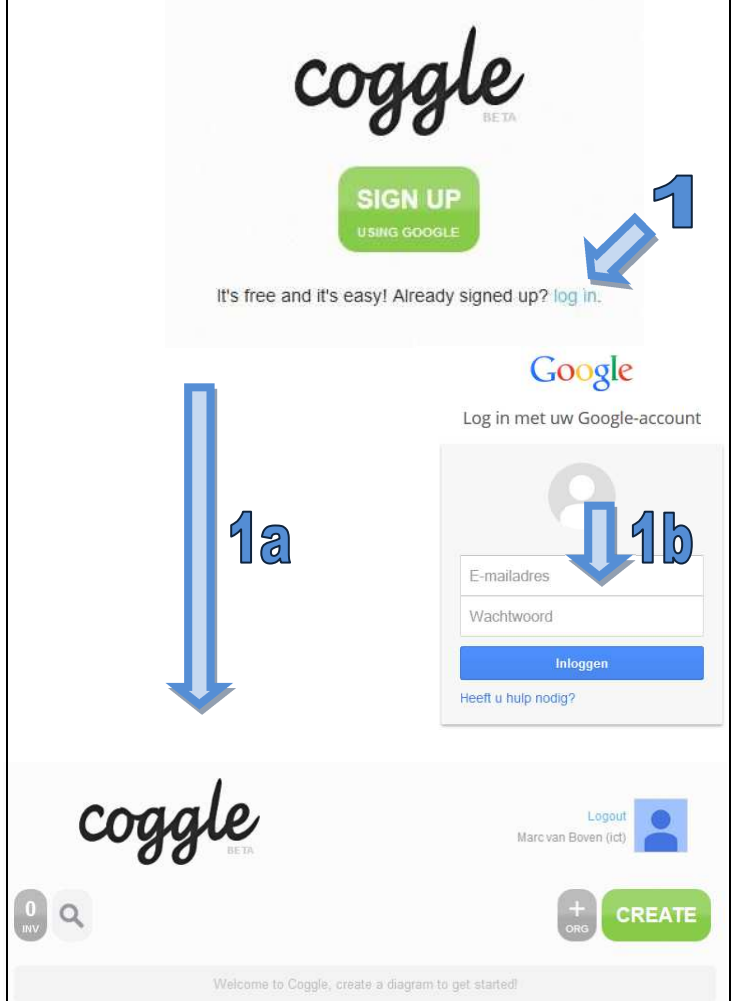 coggle
BETA
SIGN UP
USING GOOGLE
1
It's free and it's easy! Already signed up? log in.
Google
Log in met uw Google-account
1a
1b
E-mailadres
Wachtwoord
Inloggen
Heeft u hulp nodig?
coggle
BETA
Logout
Marc van Boven (ict)
0
INV
+
ORG
CREATE
Welcome to Coggle, create a diagram to get started!